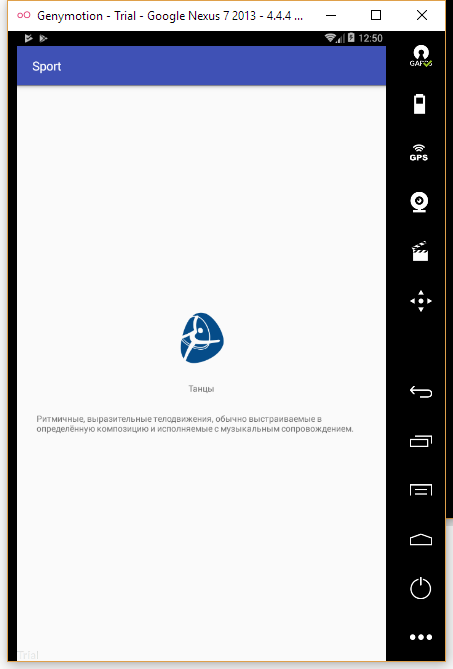 Genymotion - Trial - Google Nexus 7 2013 - 4.4.4 ...
12:50
Sport
GAPPS
GPS
Танцы
Ритмичные, выразительные телодвижения, обычно выстраиваемые в
определённую композицию и исполняемые с музыкальным сопровождением.
Trial